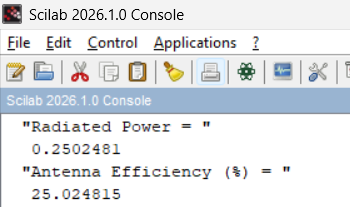 Scilab 2026.1.0 Console
File Edit Control Applications ?
Scilab 2026.1.0 Console
"Radiated Power = "
0.2502481
"Antenna Efficiency (%) = "
25.024815